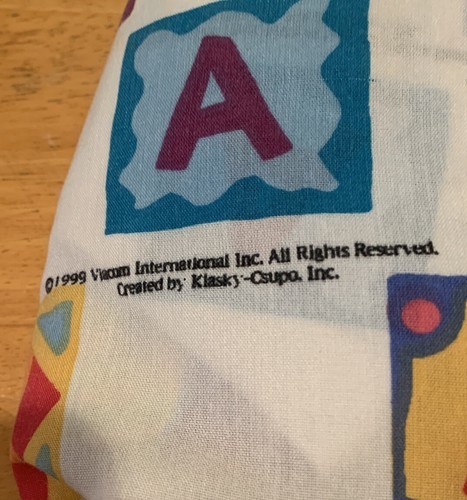 A
©1999 Viacom International Inc. All Rights Reserved.
Created by Klasky-Csupo, Inc.